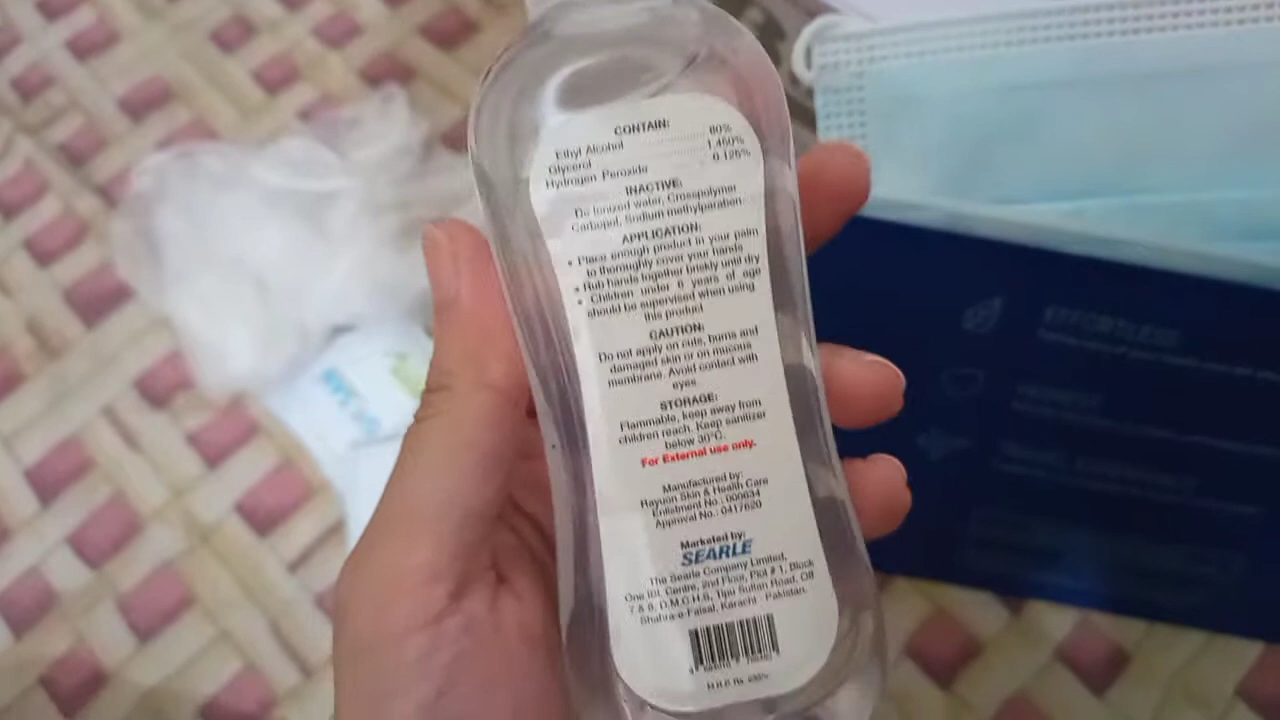 CONTAIN:
Ethyl Alcohol 80%
Glycerol 1.450%
Hydrogen Peroxide 0.125%
INACTIVE:
De Ionized water, Crosspolymer
Carbopol, Sodium methylparaben
APPLICATION:
• Place enough product in your palm
to thoroughly cover your hands
• Rub hands together briskly until dry
• Children under 6 years of age
should be supervised when using
this product
CAUTION:
Do not apply on cuts, burns and
damaged skin or on mucous
membrane. Avoid contact with
eyes.
STORAGE:
Flammable, keep away from
children reach. Keep sanitizer
below 30°C.
For External use only.
Manufactured by:
Rayuon Skin & Health Care
Enlistment No.: 000634
Approval No.: 0417620
Marketed by:
SEARLE
The Searle Company Limited,
One IBL Centre, 2nd Floor, Plot # 1, Block
7 & 8, D.M.C.H.S, Tipu Sultan Road, Off
Shahra-e-Faisal, Karachi - Pakistan.
M.R.P. Rs.
EFFORTLESS